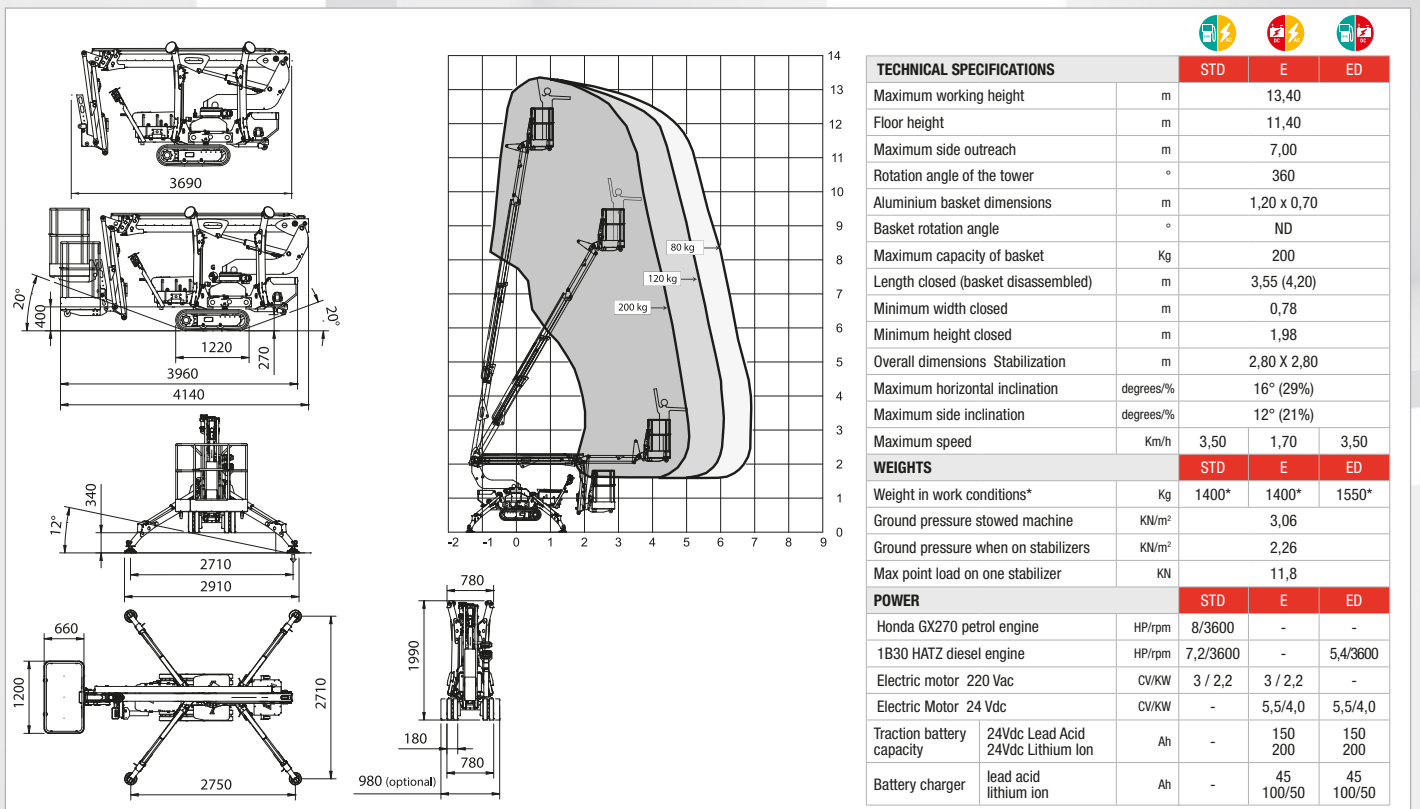 3690
20°
400
20°
1220
270
3960
4140
340
12°
2710
2910
660
1200
2710
2750
780
1990
180
780
980 (optional)
14
13
12
11
10
9
8
7
6
5
4
3
2
1
0
-2 -1 0 1 2 3 4 5 6 7 8 9
80 kg
120 kg
200 kg
AC DC AC DC
TECHNICAL SPECIFICATIONS STD E ED
Maximum working height m 13,40
Floor height m 11,40
Maximum side outreach m 7,00
Rotation angle of the tower ° 360
Aluminium basket dimensions m 1,20 x 0,70
Basket rotation angle ° ND
Maximum capacity of basket Kg 200
Length closed (basket disassembled) m 3,55 (4,20)
Minimum width closed m 0,78
Minimum height closed m 1,98
Overall dimensions Stabilization m 2,80 X 2,80
Maximum horizontal inclination degrees/% 16° (29%)
Maximum side inclination degrees/% 12° (21%)
Maximum speed Km/h 3,50 1,70 3,50
WEIGHTS STD E ED
Weight in work conditions* Kg 1400* 1400* 1550*
Ground pressure stowed machine KN/m² 3,06
Ground pressure when on stabilizers KN/m² 2,26
Max point load on one stabilizer KN 11,8
POWER STD E ED
Honda GX270 petrol engine HP/rpm 8/3600 - -
1B30 HATZ diesel engine HP/rpm 7,2/3600 - 5,4/3600
Electric motor 220 Vac CV/KW 3 / 2,2 3 / 2,2 -
Electric Motor 24 Vdc CV/KW - 5,5/4,0 5,5/4,0
Traction battery capacity 24Vdc Lead Acid Ah - 150 150
24Vdc Lithium Ion 200 200
Battery charger lead acid Ah - 45 45
lithium ion 100/50 100/50